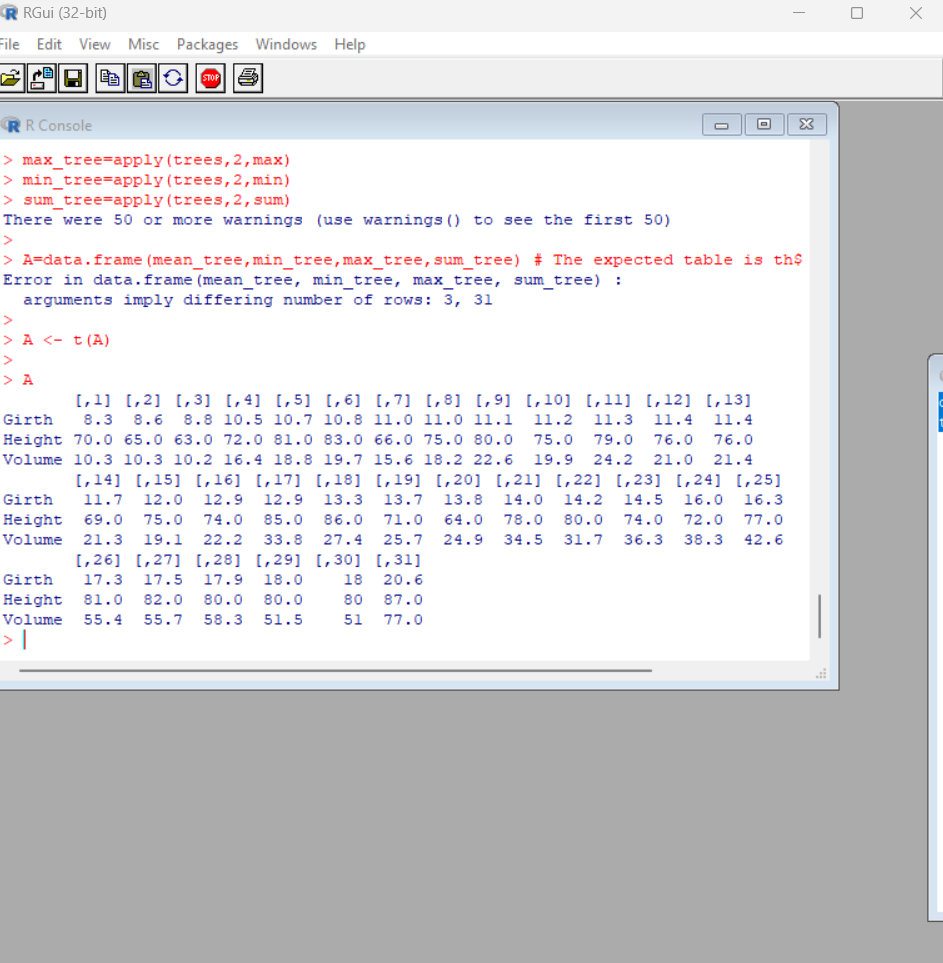 RGui (32-bit)
File Edit View Misc Packages Windows Help
STOP
R Console
> max_tree=apply(trees,2,max)
> min_tree=apply(trees,2,min)
> sum_tree=apply(trees,2,sum)
There were 50 or more warnings (use warnings() to see the first 50)
>
> A=data.frame(mean_tree,min_tree,max_tree,sum_tree) # The expected table is th$
Error in data.frame(mean_tree, min_tree, max_tree, sum_tree) :
  arguments imply differing number of rows: 3, 31
>
> A <- t(A)
>
> A
       [,1] [,2] [,3] [,4] [,5] [,6] [,7] [,8] [,9] [,10] [,11] [,12] [,13]
Girth   8.3  8.6  8.8 10.5 10.7 10.8 11.0 11.0 11.1  11.2  11.3  11.4  11.4
Height 70.0 65.0 63.0 72.0 81.0 83.0 66.0 75.0 80.0  75.0  79.0  76.0  76.0
Volume 10.3 10.3 10.2 16.4 18.8 19.7 15.6 18.2 22.6  19.9  24.2  21.0  21.4
       [,14] [,15] [,16] [,17] [,18] [,19] [,20] [,21] [,22] [,23] [,24] [,25]
Girth   11.7  12.0  12.9  12.9  13.3  13.7  13.8  14.0  14.2  14.5  16.0  16.3
Height  69.0  75.0  74.0  85.0  86.0  71.0  64.0  78.0  80.0  74.0  72.0  77.0
Volume  21.3  19.1  22.2  33.8  27.4  25.7  24.9  34.5  31.7  36.3  38.3  42.6
       [,26] [,27] [,28] [,29] [,30] [,31]
Girth   17.3  17.5  17.9  18.0    18  20.6
Height  81.0  82.0  80.0  80.0    80  87.0
Volume  55.4  55.7  58.3  51.5    51  77.0
>